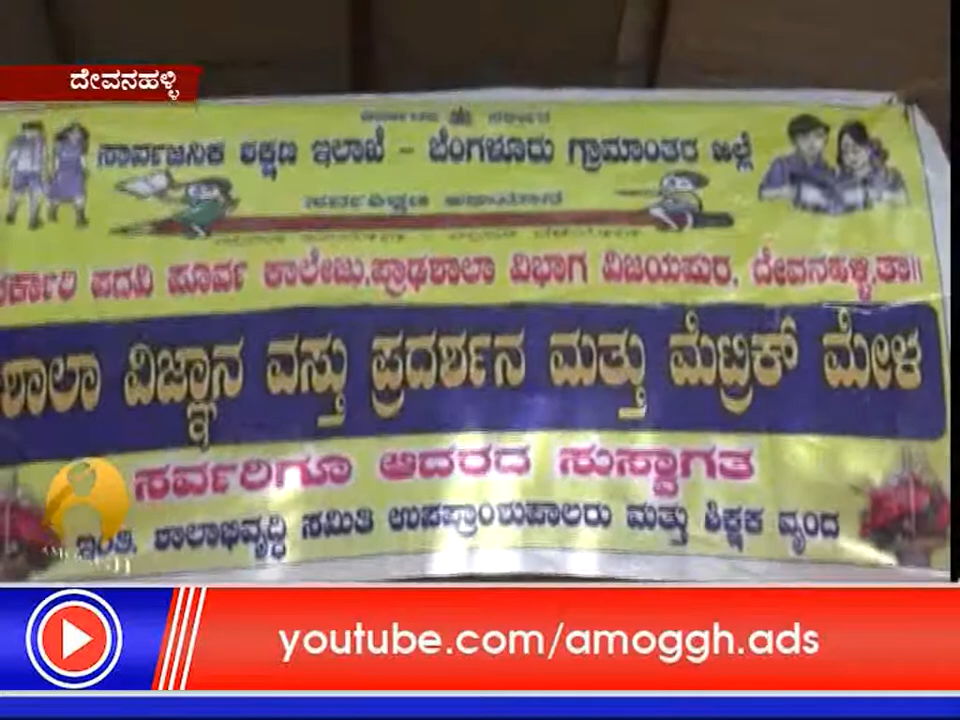 ದೇವನಹಳ್ಳಿ
ಸಾರ್ವಜನಿಕ ಶಿಕ್ಷಣ ಇಲಾಖೆ - ಬೆಂಗಳೂರು ಗ್ರಾಮಾಂತರ ಜಿಲ್ಲೆ
ಪದವಿ ಪೂರ್ವ ಕಾಲೇಜು,ಪ್ರಾಢಶಾಲಾ ವಿಭಾಗ ವಿಜಯಪುರ, ದೇವನಹಳ್ಳಿ,ತಾ||
ಶಾಲಾ ವಿಜ್ಞಾನ ವಸ್ತು ಪ್ರದರ್ಶನ ಮತ್ತು ಮೆಟ್ರಿಕ್ ಮೇಳ
ಸರ್ವರಿಗೂ ಆದರದ ಸುಸ್ವಾಗತ
ಇಂತಿ, ಶಾಲಾಭಿವೃದ್ಧಿ ಸಮಿತಿ ಉಪಪ್ರಾಂಶುಪಾಲರು ಮತ್ತು ಶಿಕ್ಷಕ ವೃಂದ
youtube.com/amoggh.ads